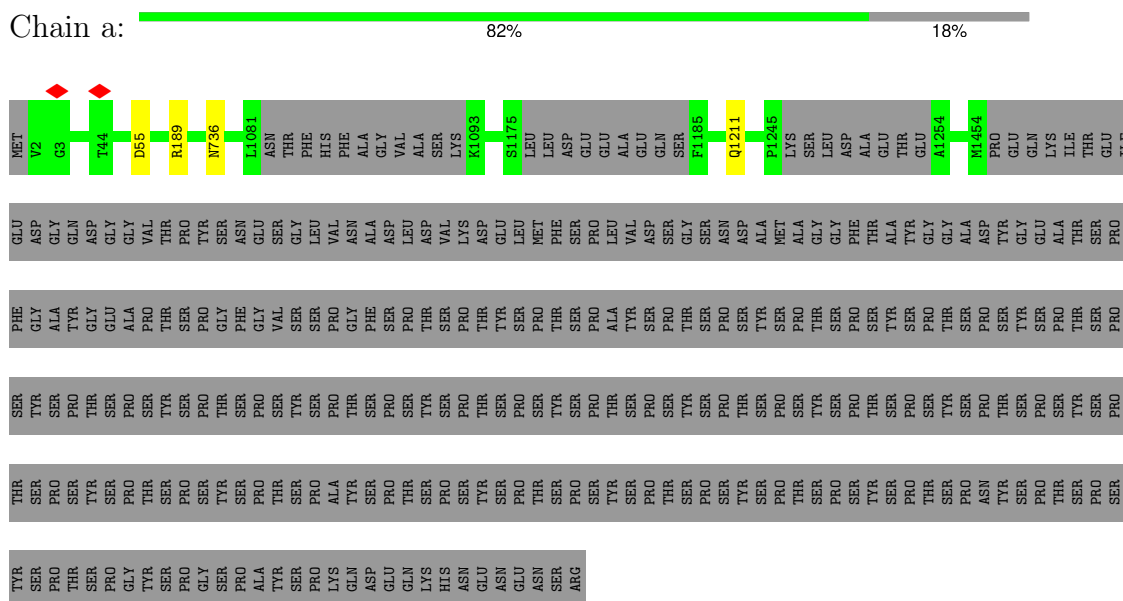 Chain a:
82% 18%
MET V2 G3 T44 D55 R189 N736 L1081 ASN THR PHE HIS PHE ALA GLY VAL ALA SER LYS K1093 S1175 LEU LEU ASP GLU GLU ALA GLU GLN SER F1185 Q1211 P1245 LYS SER LEU ASP ALA GLU THR GLU A1254 M1454 PRO GLU GLN LYS ILE THR GLU ILE
GLU ASP GLY GLN ASP GLY GLY VAL THR PRO TYR SER ASN GLU SER GLY LEU VAL ASN ALA ASP LEU ASP VAL LYS ASP GLU LEU MET PHE SER PRO LEU VAL ASP SER GLY SER ASN ASP ALA MET ALA GLY GLY PHE THR ALA TYR GLY GLY ALA ASP TYR GLY GLU ALA THR SER PRO
PHE GLY ALA TYR GLY GLU ALA PRO THR SER PRO GLY PHE GLY VAL SER SER PRO GLY PHE SER PRO THR SER PRO THR TYR SER PRO THR SER PRO ALA TYR SER PRO THR SER PRO SER TYR SER PRO THR SER PRO SER TYR SER PRO THR SER PRO SER TYR SER PRO THR SER PRO
SER TYR SER PRO THR SER PRO SER TYR SER PRO THR SER PRO SER TYR SER PRO THR SER PRO SER TYR SER PRO THR SER PRO SER TYR SER PRO THR SER PRO SER TYR SER PRO THR SER PRO SER TYR SER PRO THR SER PRO SER TYR SER PRO THR SER PRO SER TYR SER PRO
THR SER PRO SER TYR SER PRO THR SER PRO SER TYR SER PRO THR SER PRO ALA TYR SER PRO THR SER PRO SER TYR SER PRO THR SER PRO SER TYR SER PRO THR SER PRO SER TYR SER PRO THR SER PRO SER TYR SER PRO THR SER PRO ASN TYR SER PRO THR SER PRO SER
TYR SER PRO THR SER PRO GLY TYR SER PRO GLY SER PRO ALA TYR SER PRO LYS GLN ASP GLU GLN LYS HIS ASN GLU ASN GLU ASN SER ARG